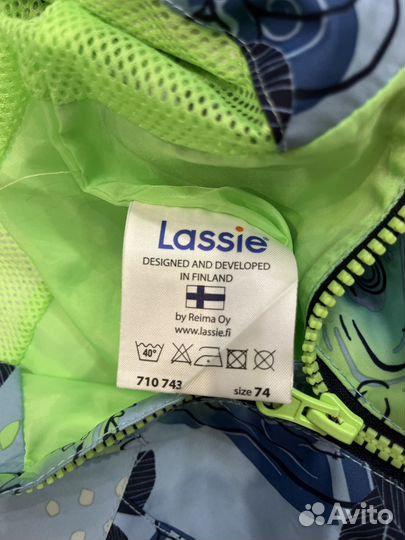 Lassie®
DESIGNED AND DEVELOPED
IN FINLAND
by Reima Oy
www.lassie.fi
40°
710 743 size 74
Avito